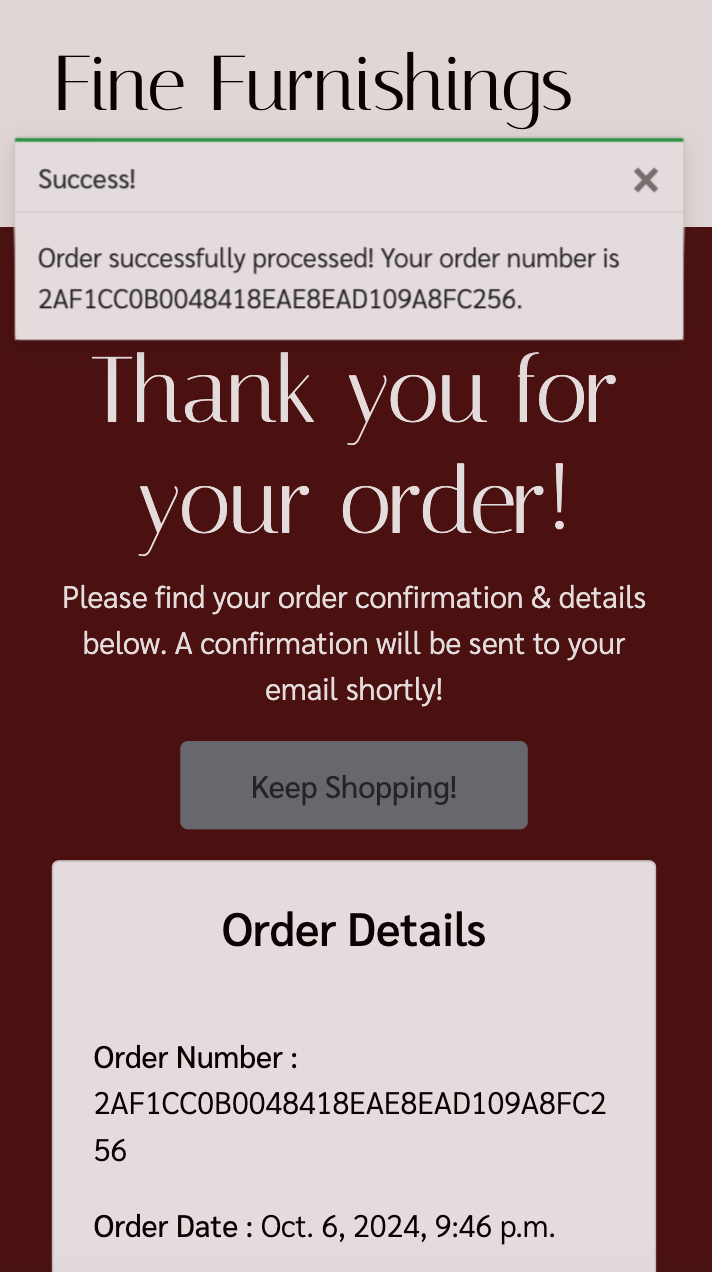 Fine Furnishings
Success!
Order successfully processed! Your order number is
2AF1CC0B0048418EAE8EAD109A8FC256.
Thank you for
your order!
Please find your order confirmation & details
below. A confirmation will be sent to your
email shortly!
Keep Shopping!
Order Details
Order Number :
2AF1CC0B0048418EAE8EAD109A8FC2
56
Order Date : Oct. 6, 2024, 9:46 p.m.